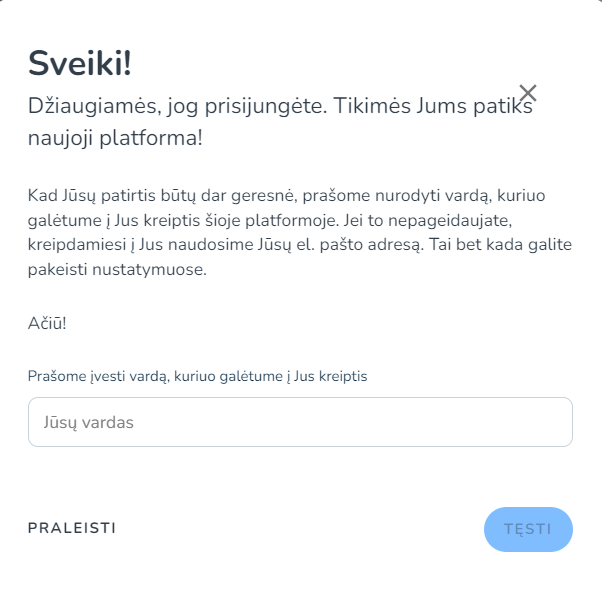 Sveiki!
Džiaugiamės, jog prisijungėte. Tikimės Jums patiks
naujoji platforma!
Kad Jūsų patirtis būtų dar geresnė, prašome nurodyti vardą, kuriuo
galėtume į Jus kreiptis šioje platformoje. Jei to nepageidaujate,
kreipdamiesi į Jus naudosime Jūsų el. pašto adresą. Tai bet kada galite
pakeisti nustatymuose.
Ačiū!
Prašome įvesti vardą, kuriuo galėtume į Jus kreiptis
Jūsų vardas
PRALEISTI
TĘSTI